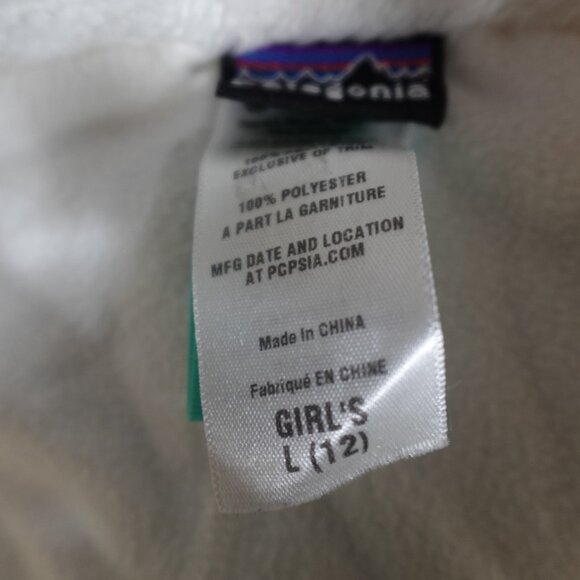 patagonia
EXCLUSIVE OF TRIM
100% POLYESTER
A PART LA GARNITURE
MFG DATE AND LOCATION
AT PCPSIA.COM
Made in CHINA
Fabriqué EN CHINE
GIRL'S
L (12)